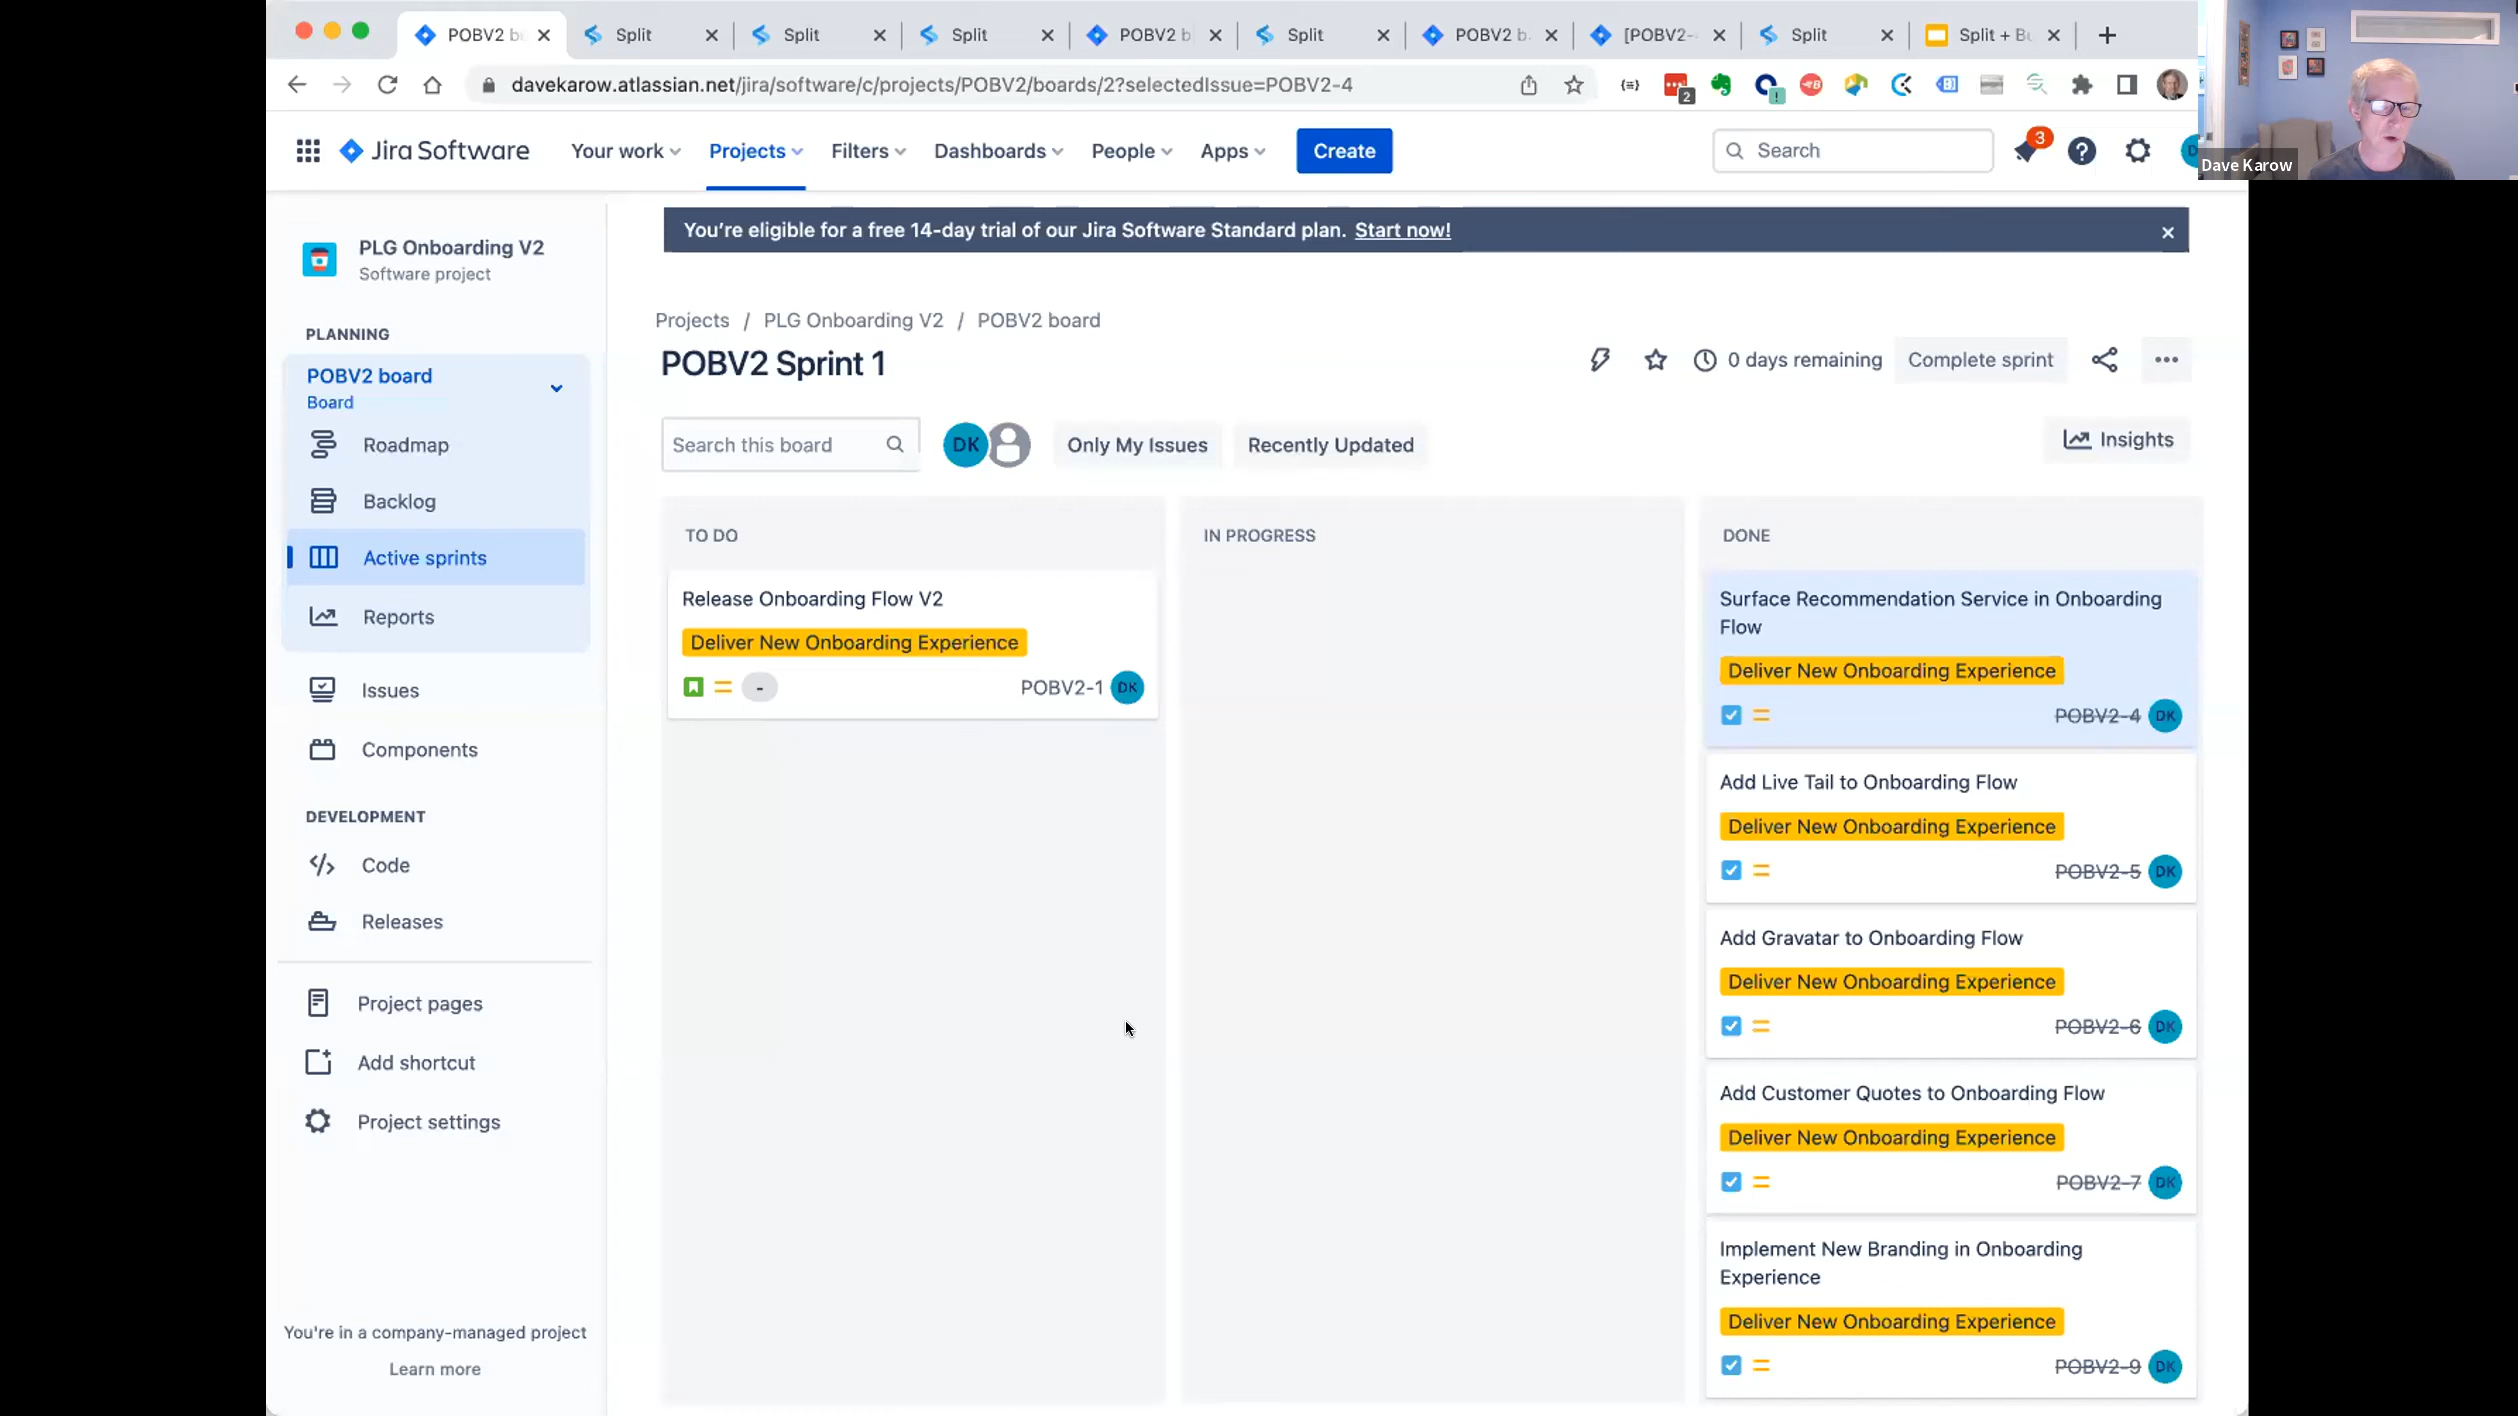 POBV2 b
Split
Split
Split
POBV2 b
Split
POBV2 b.
[POBV2-
Split
Split + B
davekarow.atlassian.net/jira/software/c/projects/POBV2/boards/2?selectedIssue=POBV2-4
2
Jira Software
Your work
Projects
Filters
Dashboards
People
Apps
Create
Search
3
Dave Karow
You're eligible for a free 14-day trial of our Jira Software Standard plan. Start now!
PLG Onboarding V2
Software project
PLANNING
POBV2 board
Board
Roadmap
Backlog
Active sprints
Reports
Issues
Components
DEVELOPMENT
Code
Releases
Project pages
Add shortcut
Project settings
You're in a company-managed project
Learn more
Projects / PLG Onboarding V2 / POBV2 board
POBV2 Sprint 1
0 days remaining
Complete sprint
Search this board
DK
Only My Issues
Recently Updated
Insights
TO DO
Release Onboarding Flow V2
Deliver New Onboarding Experience
-
POBV2-1
DK
IN PROGRESS
DONE
Surface Recommendation Service in Onboarding
Flow
Deliver New Onboarding Experience
POBV2-4
DK
Add Live Tail to Onboarding Flow
Deliver New Onboarding Experience
POBV2-5
DK
Add Gravatar to Onboarding Flow
Deliver New Onboarding Experience
POBV2-6
DK
Add Customer Quotes to Onboarding Flow
Deliver New Onboarding Experience
POBV2-7
DK
Implement New Branding in Onboarding
Experience
Deliver New Onboarding Experience
POBV2-9
DK